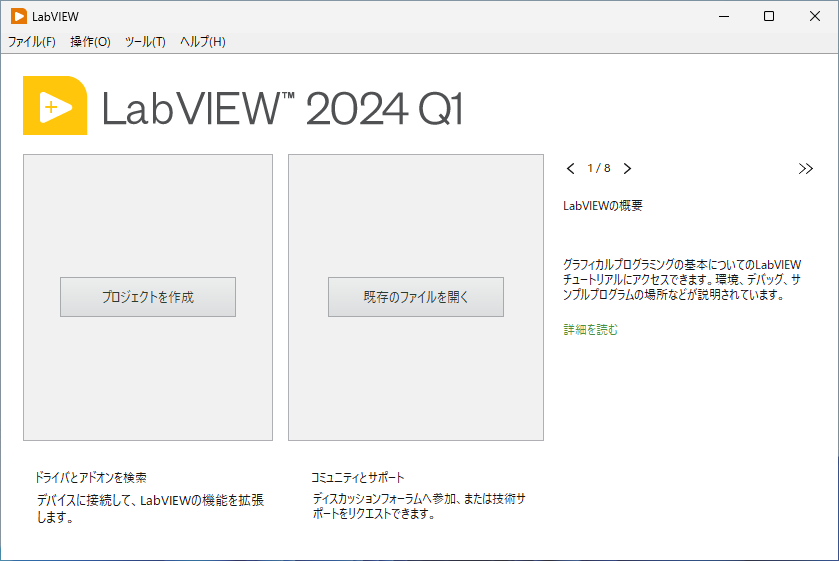 LabVIEW
ファイル(F) 操作(O) ツール(T) ヘルプ(H)
LabVIEW™ 2024 Q1
プロジェクトを作成
既存のファイルを開く
1 / 8
LabVIEWの概要
グラフィカルプログラミングの基本についてのLabVIEW
チュートリアルにアクセスできます。環境、デバッグ、サ
ンプルプログラムの場所などが説明されています。
詳細を読む
ドライバとアドオンを検索
デバイスに接続して、LabVIEWの機能を拡張
します。
コミュニティとサポート
ディスカッションフォーラムへ参加、または技術サ
ポートをリクエストできます。